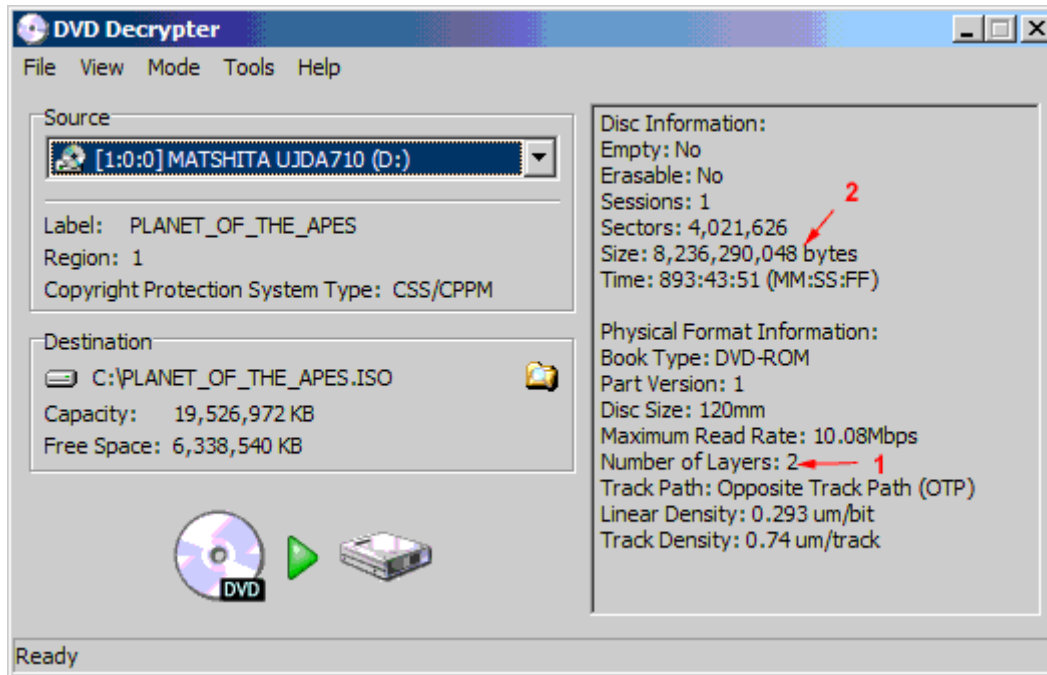 DVD Decrypter
File View Mode Tools Help
Source
[1:0:0] MATSHITA UJDA710 (D:)
Label: PLANET_OF_THE_APES
Region: 1
Copyright Protection System Type: CSS/CPPM
Destination
C:\PLANET_OF_THE_APES.ISO
Capacity: 19,526,972 KB
Free Space: 6,338,540 KB
DVD
Disc Information:
Empty: No
Erasable: No
Sessions: 1
2
Sectors: 4,021,626
Size: 8,236,290,048 bytes
Time: 893:43:51 (MM:SS:FF)
Physical Format Information:
Book Type: DVD-ROM
Part Version: 1
Disc Size: 120mm
Maximum Read Rate: 10.08Mbps
Number of Layers: 2 1
Track Path: Opposite Track Path (OTP)
Linear Density: 0.293 um/bit
Track Density: 0.74 um/track
Ready